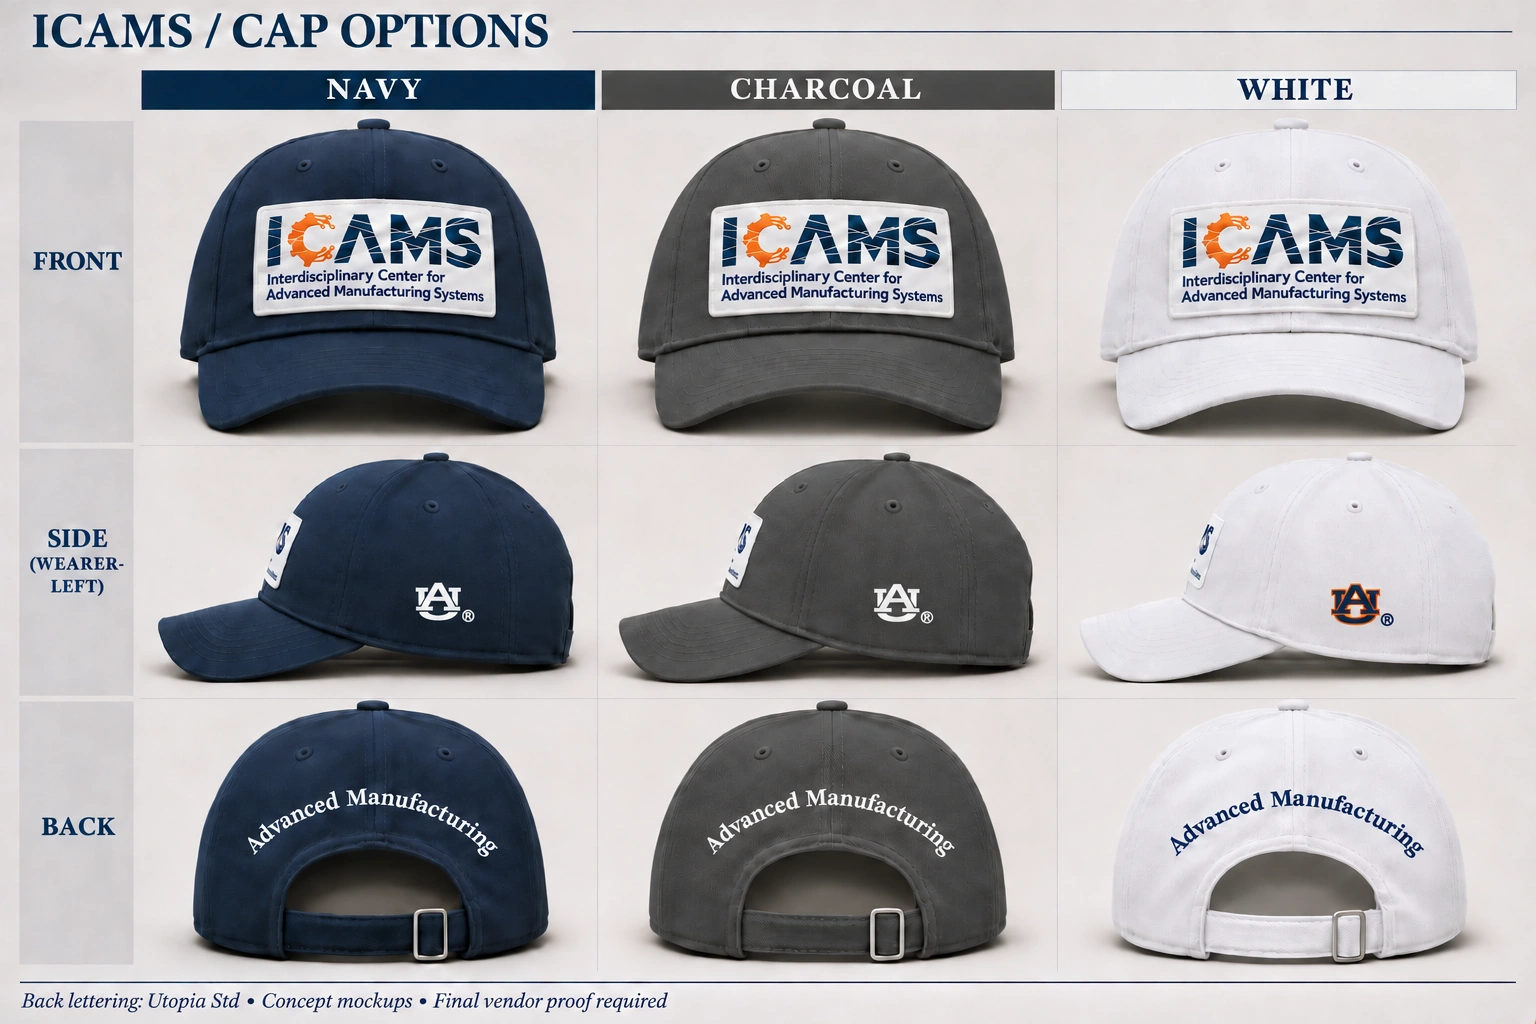 ICAMS / CAP OPTIONS
NAVY
CHARCOAL
WHITE
FRONT
ICAMS
Interdisciplinary Center for
Advanced Manufacturing Systems
ICAMS
Interdisciplinary Center for
Advanced Manufacturing Systems
ICAMS
Interdisciplinary Center for
Advanced Manufacturing Systems
SIDE
(WEARER-
LEFT)
AU®
AU®
AU®
BACK
Advanced Manufacturing
Advanced Manufacturing
Advanced Manufacturing
Back lettering: Utopia Std • Concept mockups • Final vendor proof required